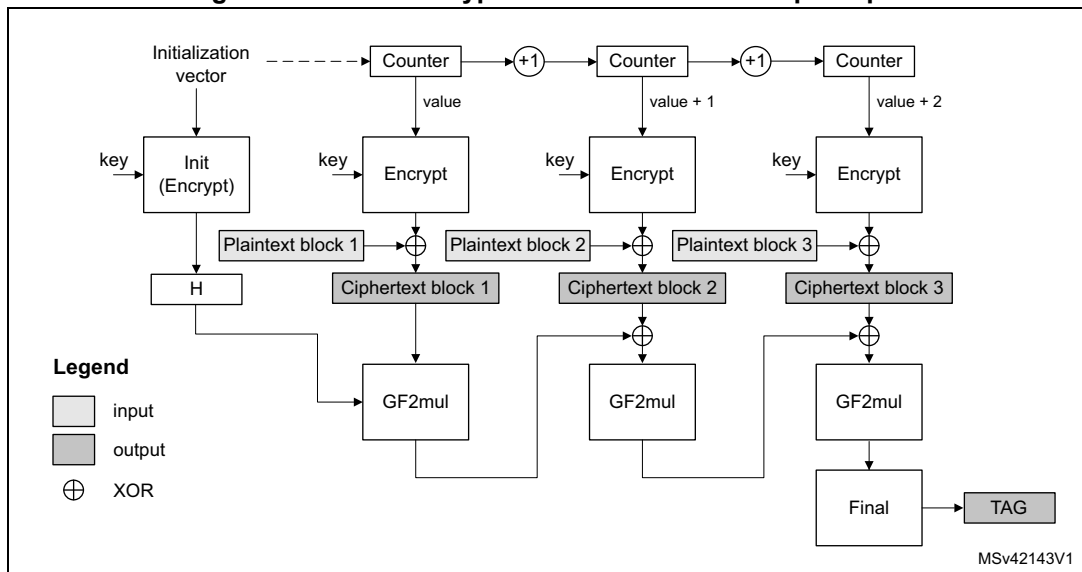 Initialization
vector
Counter
+1
Counter
+1
Counter
value
value + 1
value + 2
key
Init
(Encrypt)
key
Encrypt
key
Encrypt
key
Encrypt
Plaintext block 1
Plaintext block 2
Plaintext block 3
H
Ciphertext block 1
Ciphertext block 2
Ciphertext block 3
Legend
input
output
XOR
GF2mul
GF2mul
GF2mul
Final
TAG
MSv42143V1